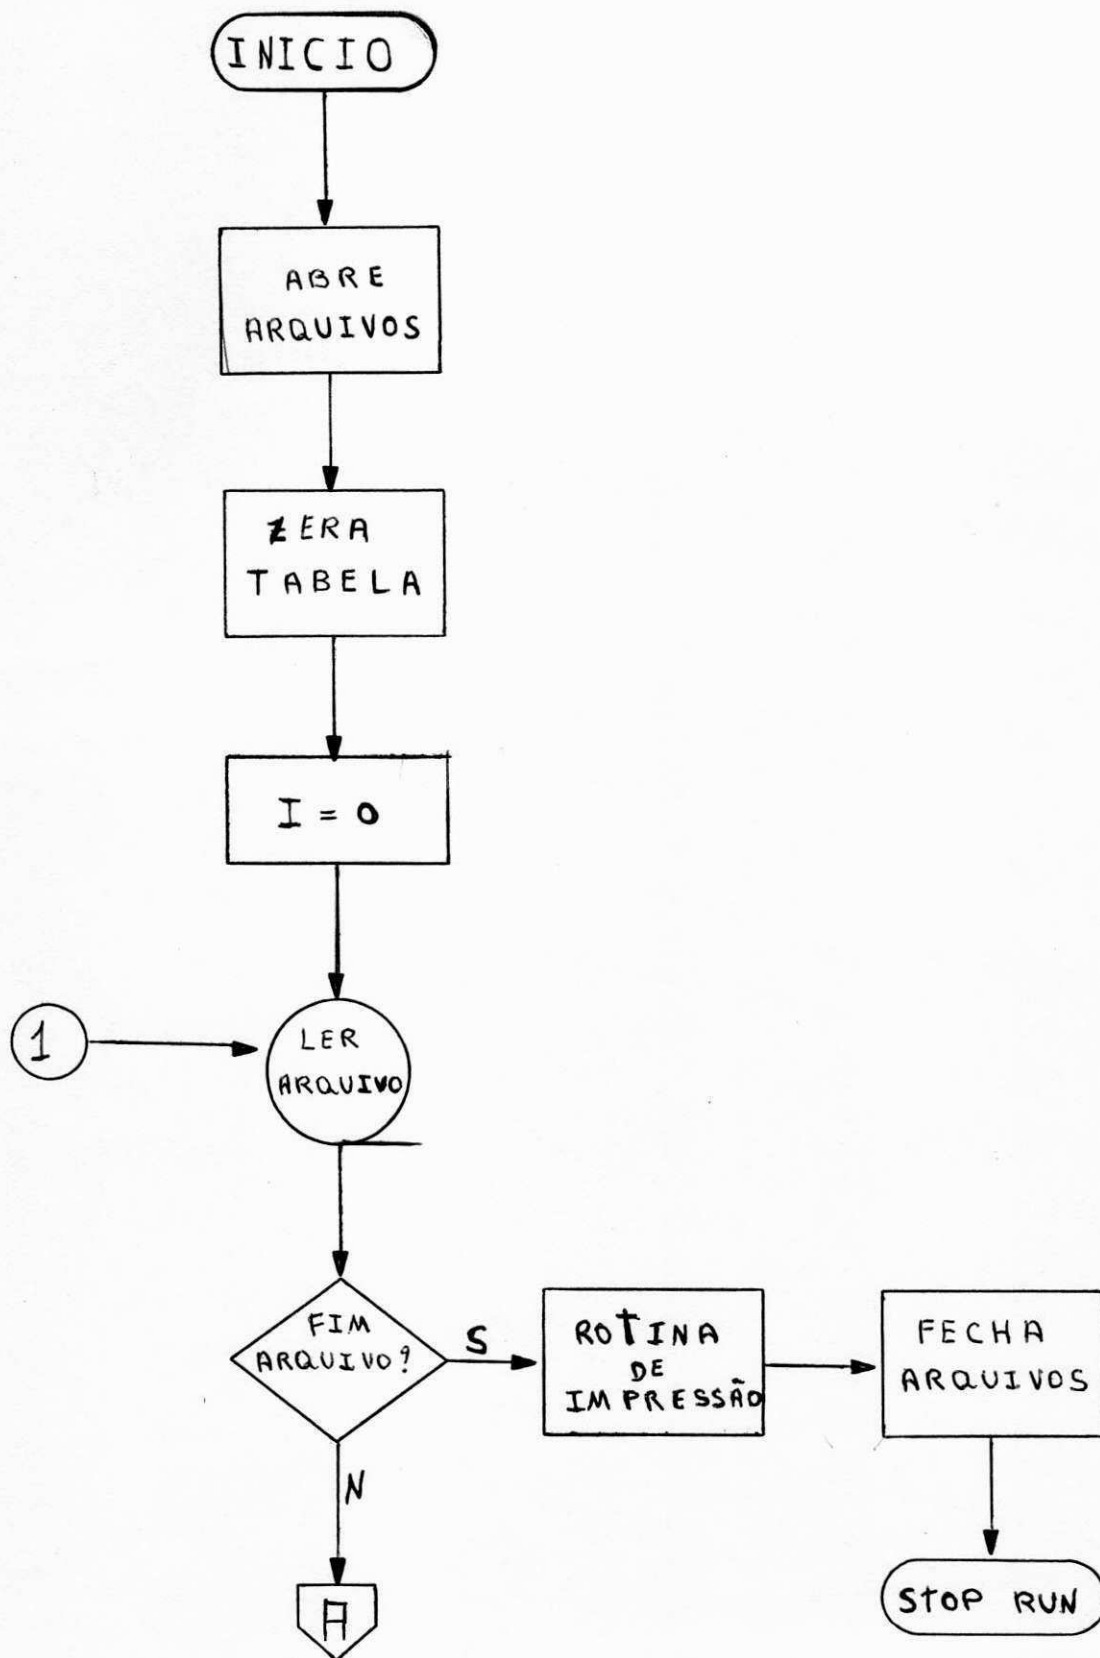 INICIO
ABRE
ARQUIVOS
ZERA
TABELA
I = 0
1
LER
ARQUIVO
FIM
ARQUIVO?
S
ROTINA
DE
IMPRESSÃO
FECHA
ARQUIVOS
N
A
STOP RUN